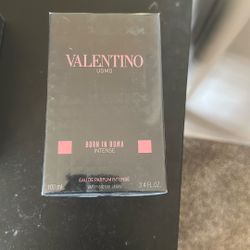 VALENTINO
UOMO
BORN IN ROMA
INTENSE
EAU DE PARFUM INTENSE
100 mL
3.4 FL.OZ.